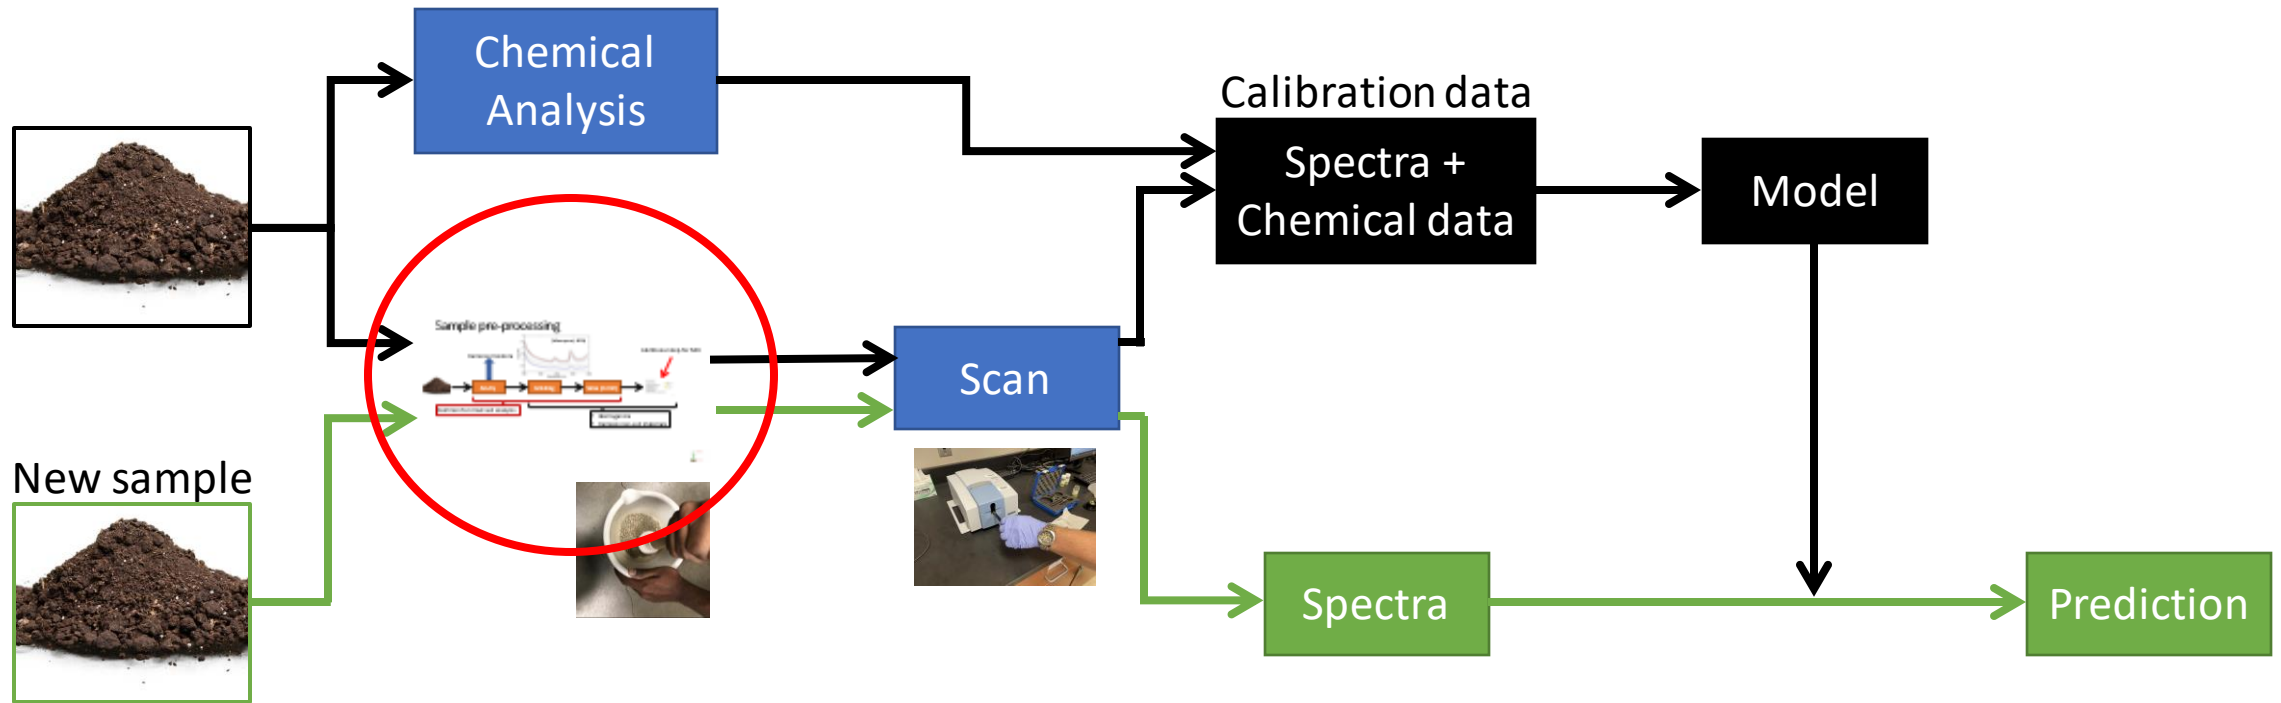 Chemical
Analysis
Calibration data
Spectra +
Chemical data
Model
Sample pre-processing
Scan
New sample
Spectra
Prediction